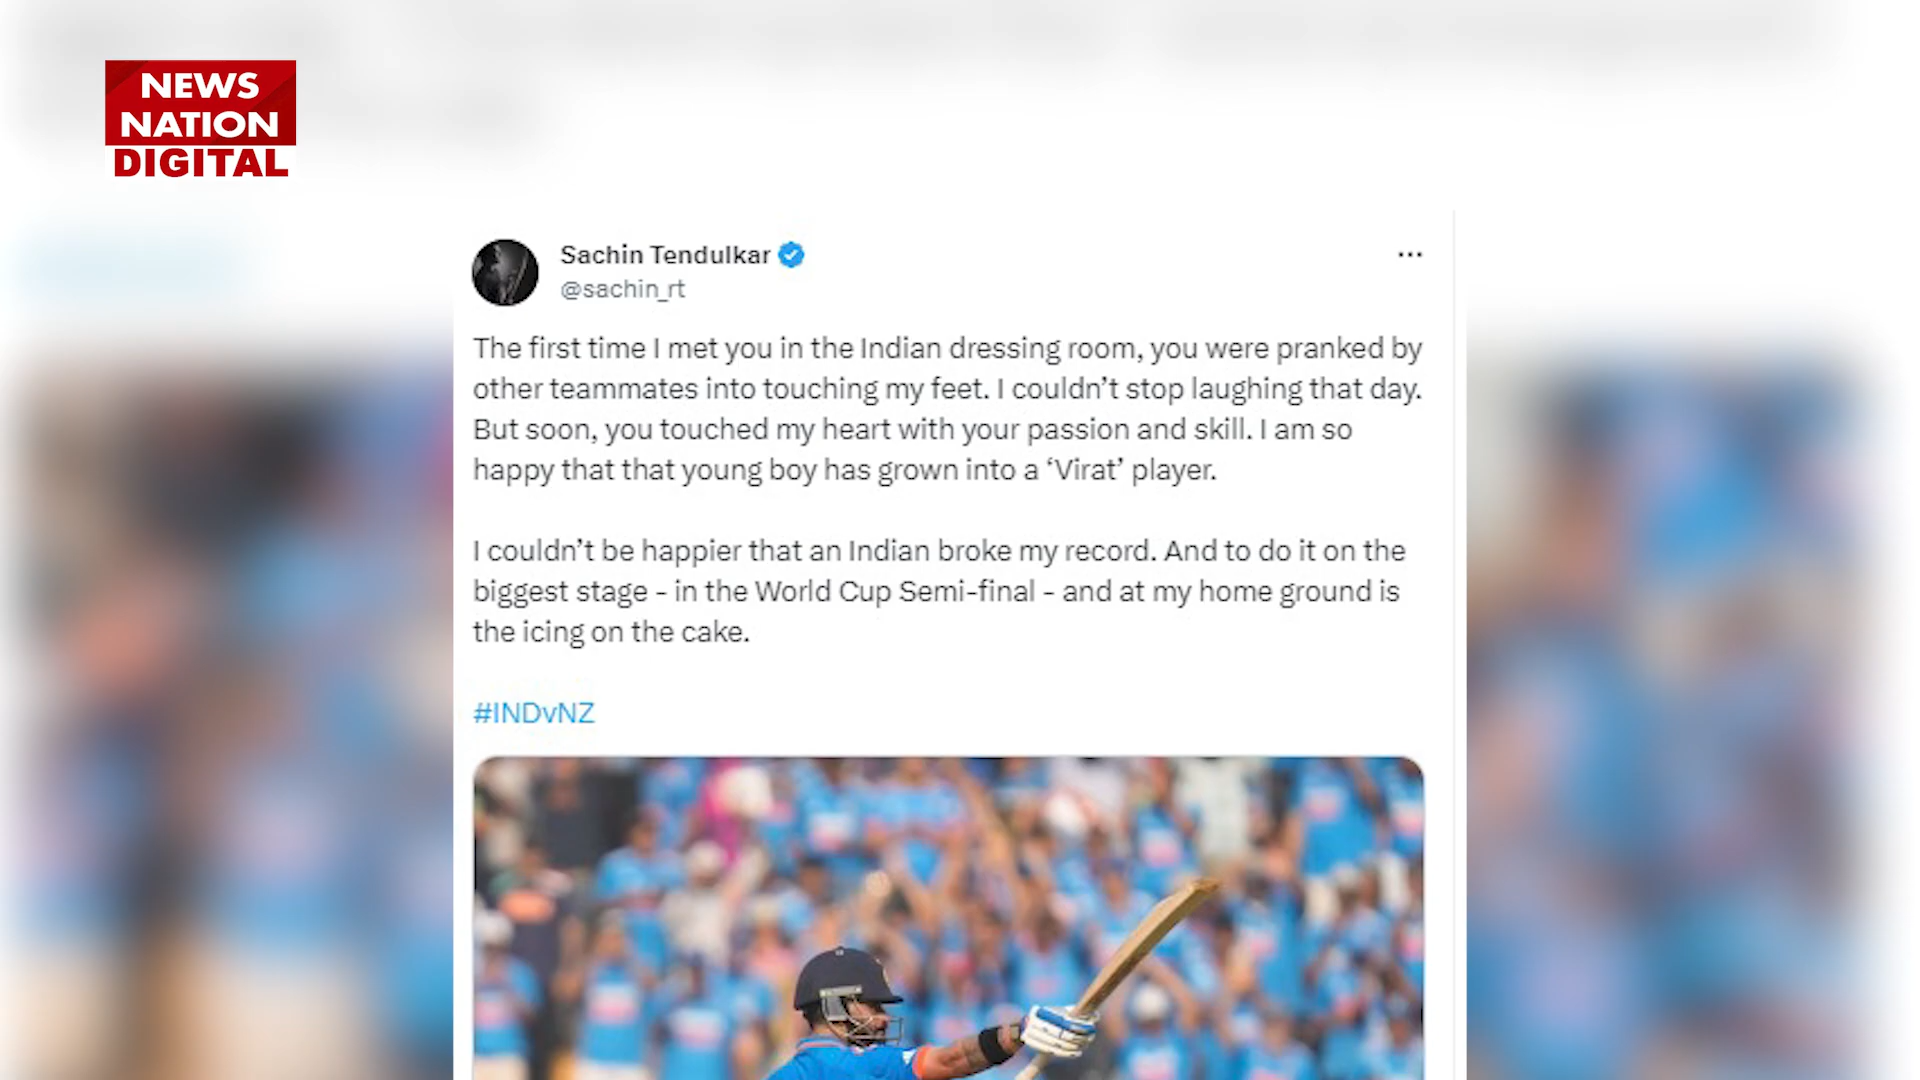 NEWS
NATION
DIGITAL
Sachin Tendulkar
@sachin_rt
The first time I met you in the Indian dressing room, you were pranked by
other teammates into touching my feet. I couldn’t stop laughing that day.
But soon, you touched my heart with your passion and skill. I am so
happy that that young boy has grown into a ‘Virat’ player.
I couldn’t be happier that an Indian broke my record. And to do it on the
biggest stage - in the World Cup Semi-final - and at my home ground is
the icing on the cake.
#INDvNZ